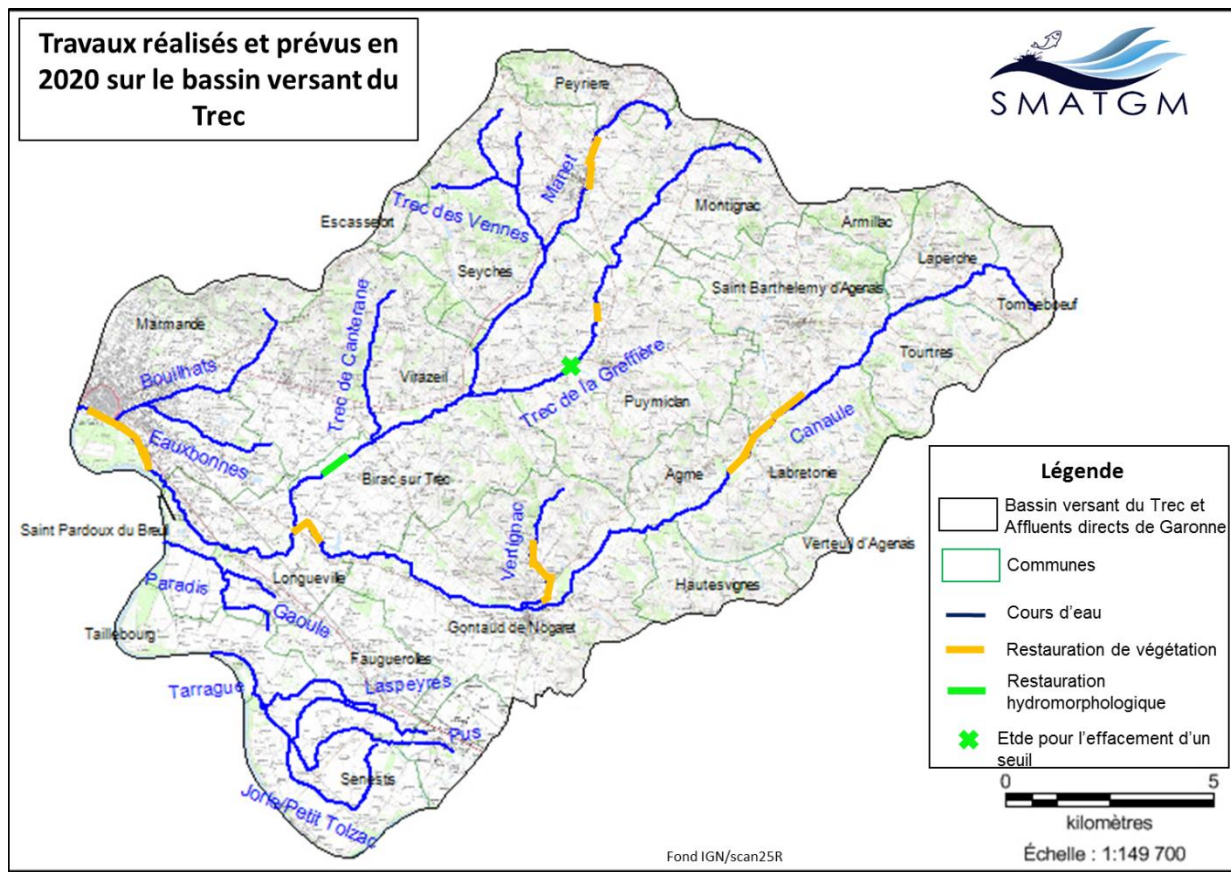 Travaux réalisés et prévus en
2020 sur le bassin versant du
Trec
SMATGM
Peyriere
Manet
Trec des Vennes
Montignac
Escassefort
Armillac
Seyches
Laperche
Saint Barthelemy d'Agenais
Tombeboeuf
Marmande
Trec de Canterane
Bouilhats
Virazeil
Tourtres
Trec de la Greffière
Puymiclan
Canaule
Eauxbonnes
Agme
Labretonie
Birac sur Trec
Saint Pardoux du Breuil
Vertignac
Verteuil d'Agenais
Longueville
Hautesvignes
Paradis
Gaoule
Gontaud de Nogaret
Taillebourg
Fauguerolles
Tarrague
Laspeyres
Pus
Senestis
Jorle/Petit Tolzac
Légende
Bassin versant du Trec et
Affluents directs de Garonne
Communes
Cours d'eau
Restauration de végétation
Restauration
hydromorphologique
Etde pour l'effacement d'un
seuil
0 5
kilomètres
Échelle : 1:149 700
Fond IGN/scan25R